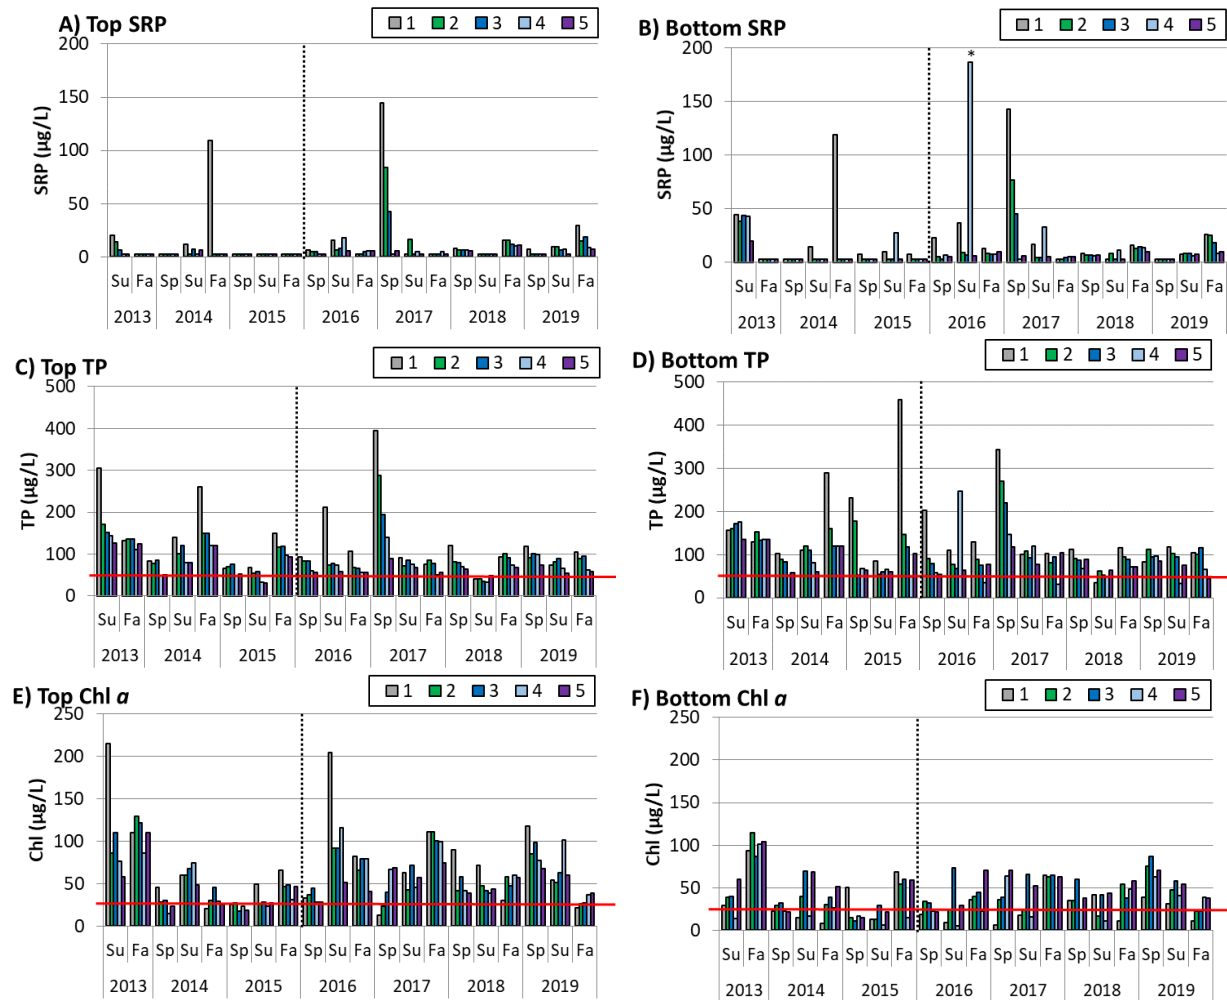 A) Top SRP
1 2 3 4 5
SRP (µg/L)
200
150
100
50
0
Su Fa Sp Su Fa Sp Su Fa Sp Su Fa Sp Su Fa Sp Su Fa Sp Su Fa
2013 2014 2015 2016 2017 2018 2019
B) Bottom SRP
1 2 3 4 5
*
SRP (µg/L)
200
150
100
50
0
Su Fa Sp Su Fa Sp Su Fa Sp Su Fa Sp Su Fa Sp Su Fa Sp Su Fa
2013 2014 2015 2016 2017 2018 2019
C) Top TP
1 2 3 4 5
TP (µg/L)
500
400
300
200
100
0
Su Fa Sp Su Fa Sp Su Fa Sp Su Fa Sp Su Fa Sp Su Fa Sp Su Fa
2013 2014 2015 2016 2017 2018 2019
D) Bottom TP
1 2 3 4 5
TP (µg/L)
500
400
300
200
100
0
Su Fa Sp Su Fa Sp Su Fa Sp Su Fa Sp Su Fa Sp Su Fa Sp Su Fa
2013 2014 2015 2016 2017 2018 2019
E) Top Chl a
1 2 3 4 5
Chl (µg/L)
250
200
150
100
50
0
Su Fa Sp Su Fa Sp Su Fa Sp Su Fa Sp Su Fa Sp Su Fa Sp Su Fa
2013 2014 2015 2016 2017 2018 2019
F) Bottom Chl a
1 2 3 4 5
Chl (µg/L)
250
200
150
100
50
0
Su Fa Sp Su Fa Sp Su Fa Sp Su Fa Sp Su Fa Sp Su Fa Sp Su Fa
2013 2014 2015 2016 2017 2018 2019